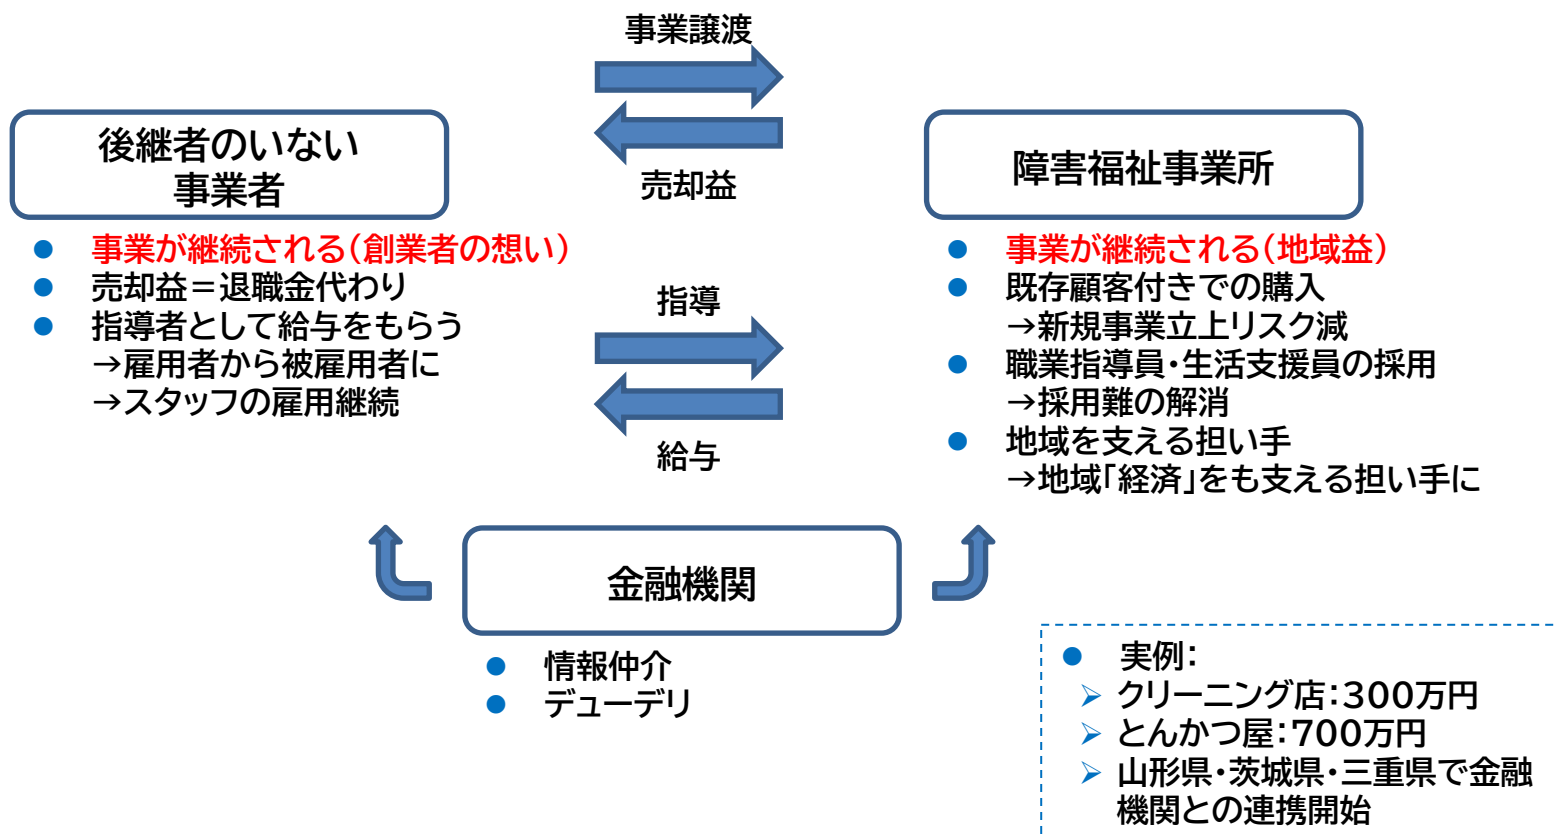 事業譲渡
売却益
後継者のいない
事業者
● 事業が継続される(創業者の想い)
● 売却益=退職金代わり
● 指導者として給与をもらう
→雇用者から被雇用者に
→スタッフの雇用継続
指導
給与
障害福祉事業所
● 事業が継続される(地域益)
● 既存顧客付きでの購入
→新規事業立上リスク減
● 職業指導員・生活支援員の採用
→採用難の解消
● 地域を支える担い手
→地域「経済」をも支える担い手に
金融機関
● 情報仲介
● デューデリ
● 実例:
➢ クリーニング店:300万円
➢ とんかつ屋:700万円
➢ 山形県・茨城県・三重県で金融
機関との連携開始